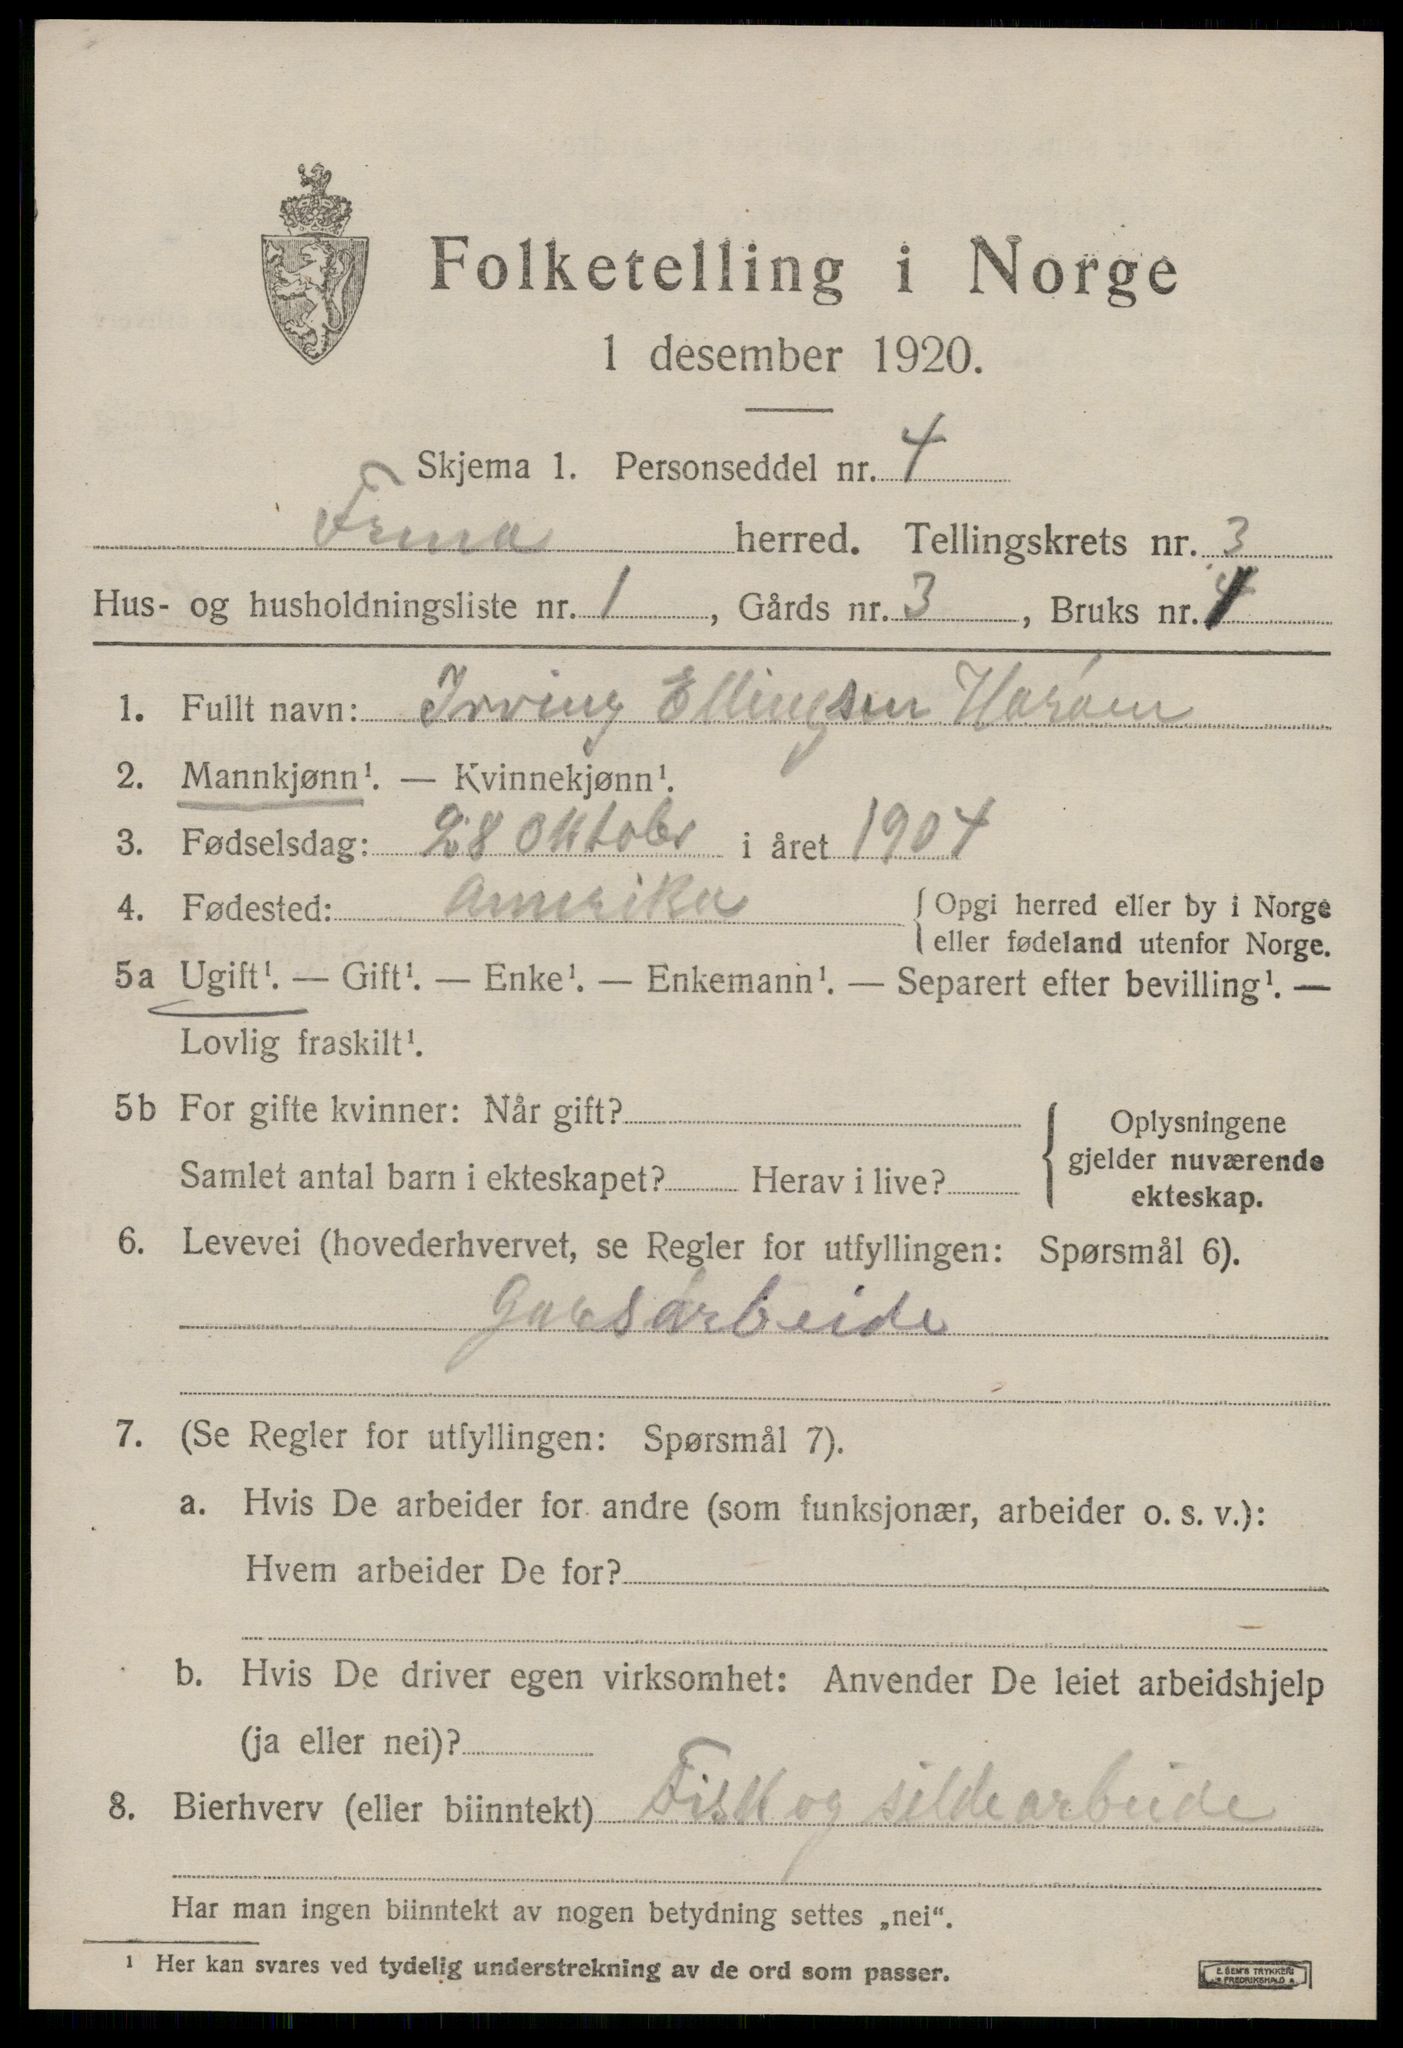 Folketelling i Norge
1 desember 1920.
Skjema 1. Personseddel nr. 4
Fræna herred. Tellingskrets nr. 3
Hus- og husholdningsliste nr. 1, Gårds nr. 3, Bruks nr. 4
1. Fullt navn: Irving Ellingsen Harøen
2. Mannkjønn¹. — Kvinnekjønn¹.
3. Fødselsdag: 28 Oktober i året 1904
4. Fødested: Amerika { Opgi herred eller by i Norge
eller fødeland utenfor Norge.
5a Ugift¹. — Gift¹. — Enke¹. — Enkemann¹. — Separert efter bevilling¹. —
Lovlig fraskilt¹.
5b For gifte kvinner: Når gift?
Samlet antal barn i ekteskapet? Herav i live?
{ Oplysningene
gjelder nuværende
ekteskap.
6. Levevei (hovederhvervet, se Regler for utfyllingen: Spørsmål 6).
Garsarbeide
7. (Se Regler for utfyllingen: Spørsmål 7).
a. Hvis De arbeider for andre (som funksjonær, arbeider o. s. v.):
Hvem arbeider De for?
b. Hvis De driver egen virksomhet: Anvender De leiet arbeidshjelp
(ja eller nei)?
8. Bierhverv (eller biinntekt) Fisk og sildearbeide
Har man ingen biinntekt av nogen betydning settes „nei“.
¹ Her kan svares ved tydelig understrekning av de ord som passer.
E. SEM'S TRYKKERI
FREDRIKSHALD